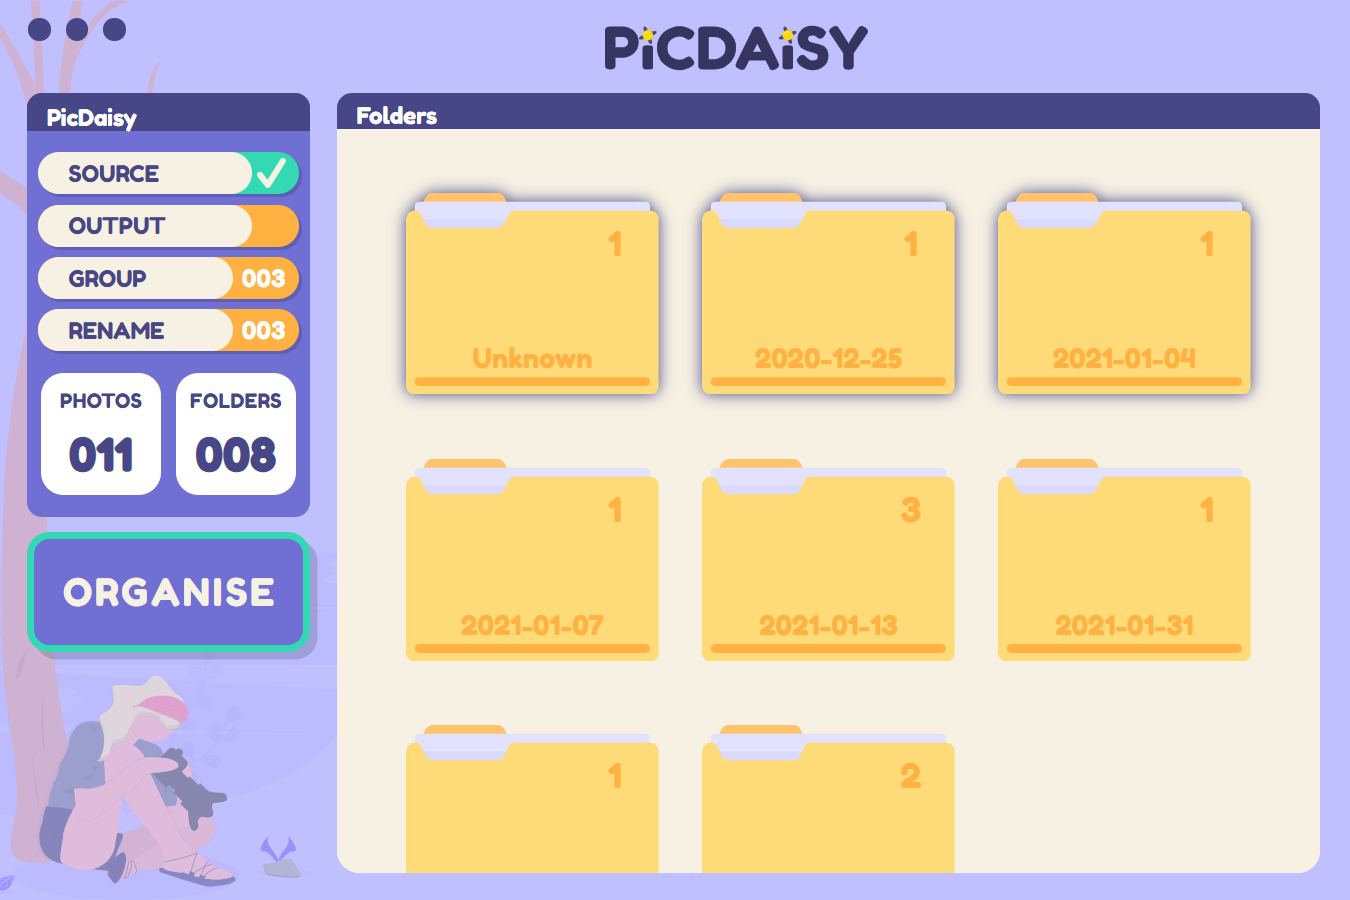 PiCDAiSY
PicDaisy
SOURCE
OUTPUT
GROUP 003
RENAME 003
PHOTOS
011
FOLDERS
008
ORGANISE
Folders
1
Unknown
1
2020-12-25
1
2021-01-04
1
2021-01-07
3
2021-01-13
1
2021-01-31
1
2